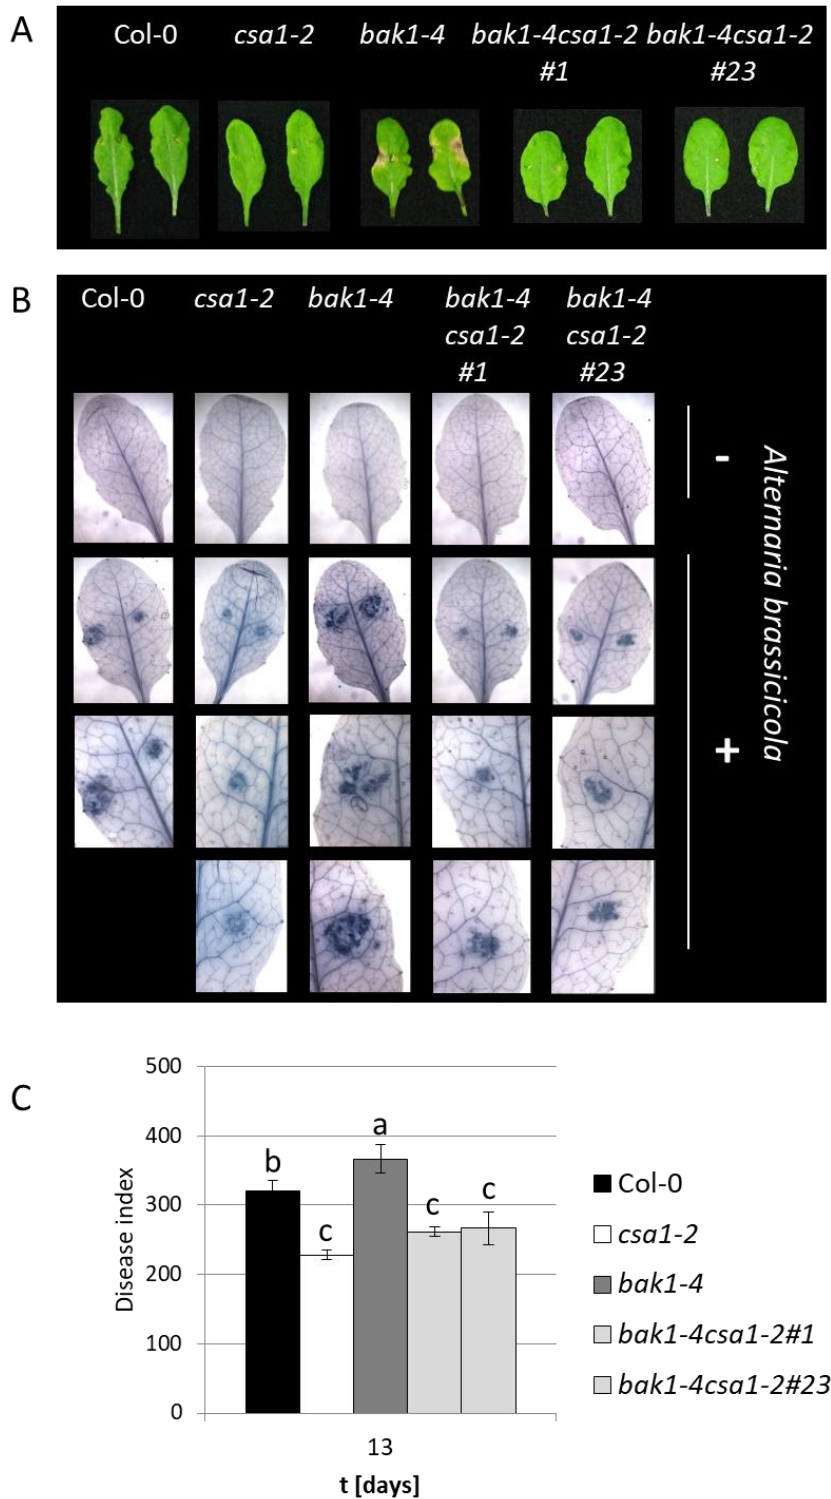 A
Col-0 csa1-2 bak1-4 bak1-4csa1-2 bak1-4csa1-2
#1 #23
B
Col-0 csa1-2 bak1-4 bak1-4 bak1-4
csa1-2 csa1-2
#1 #23
-
+
Alternaria brassicicola
C
500
400
300
200
100
0
Disease index
b
c
a
c
c
13
t [days]
Col-0
csa1-2
bak1-4
bak1-4csa1-2#1
bak1-4csa1-2#23